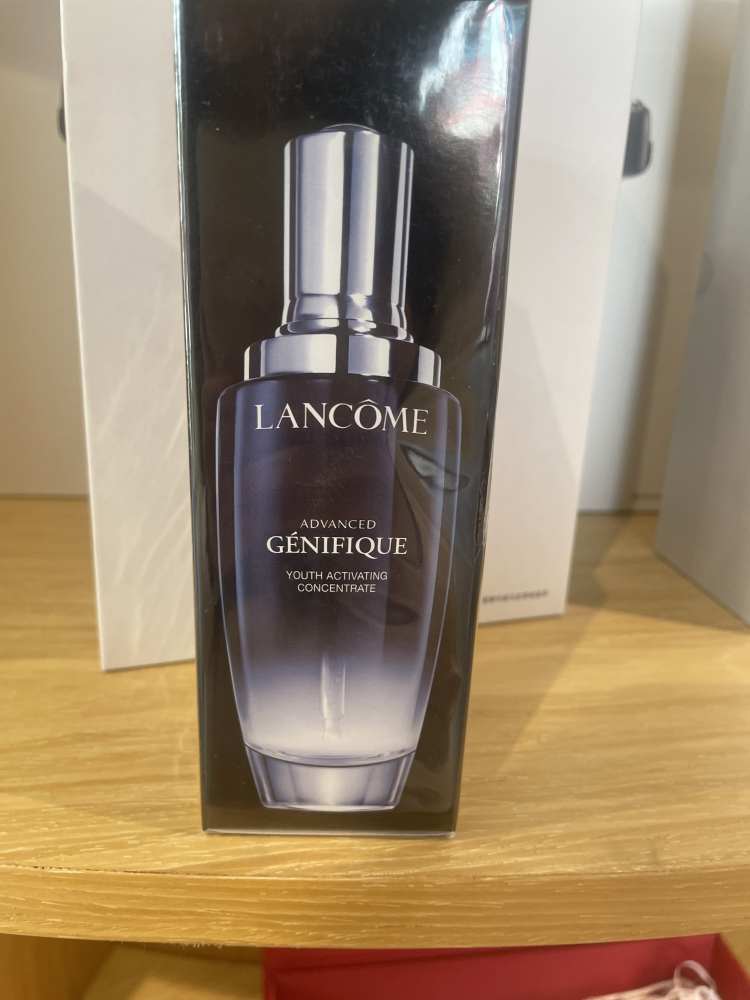 LANCÔME
ADVANCED
GÉNIFIQUE
YOUTH ACTIVATING
CONCENTRATE